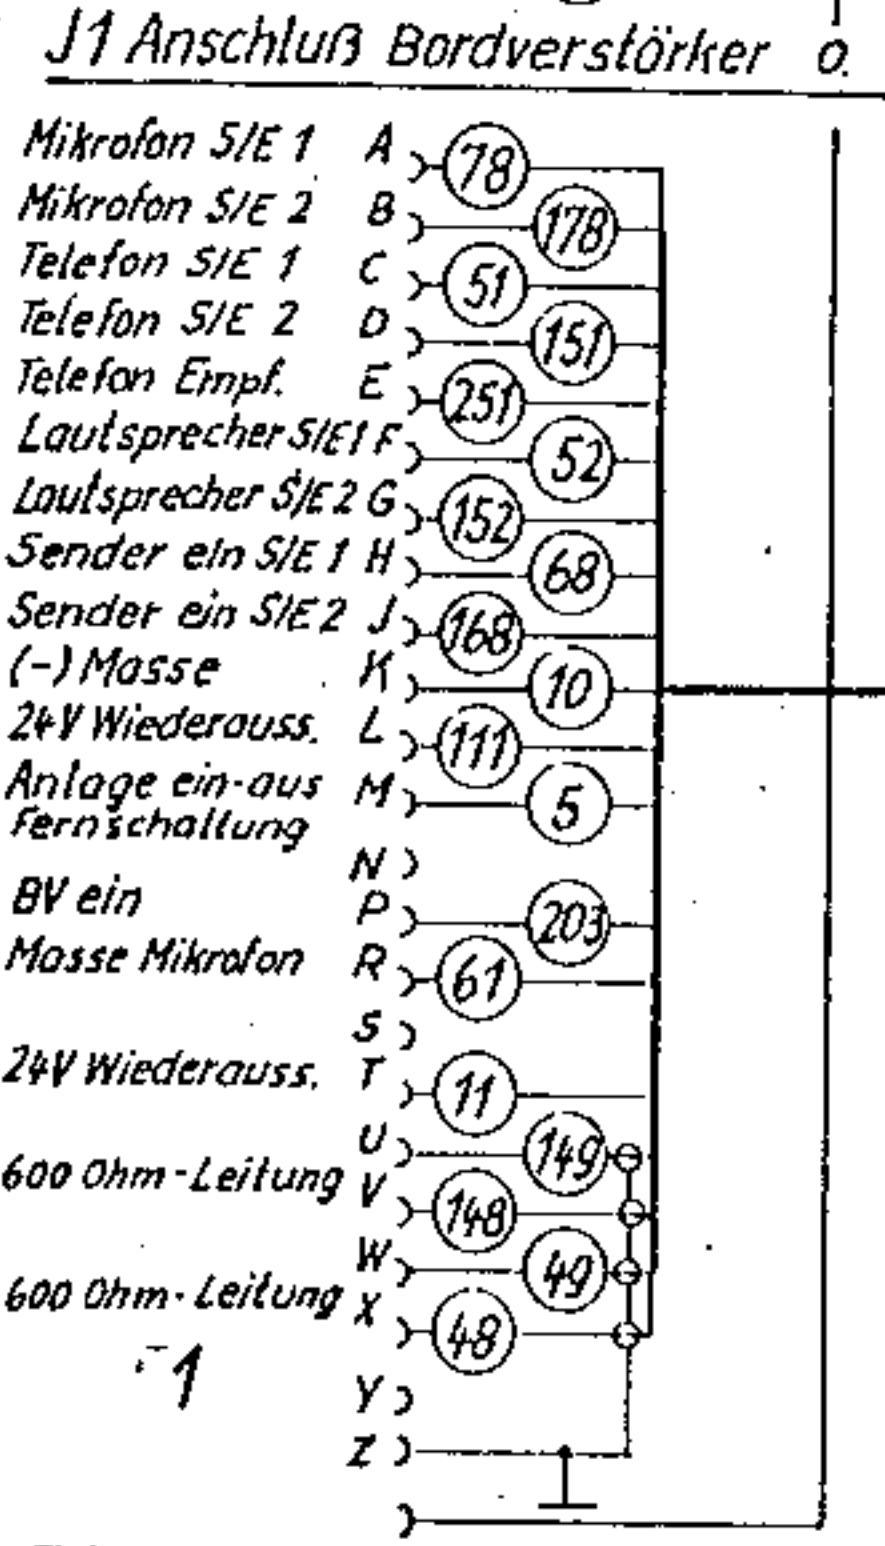 J1 Anschluß Bordverstärker o.
Mikrofon S/E 1 A 78
Mikrofon S/E 2 B 178
Telefon S/E 1 C 51
Telefon S/E 2 D 151
Telefon Empf. E 251
Lautsprecher S/E1 F 52
Lautsprecher S/E 2 G 152
Sender ein S/E 1 H 68
Sender ein S/E 2 J 168
(-) Masse K 10
24V Wiederauss. L 111
Anlage ein-aus M 5
Fernschaltung
N
BV ein P 203
Masse Mikrofon R 61
S
24V Wiederauss. T 11
U 149
600 Ohm-Leitung V 148
W 49
600 Ohm-Leitung X 48
1
Y
Z